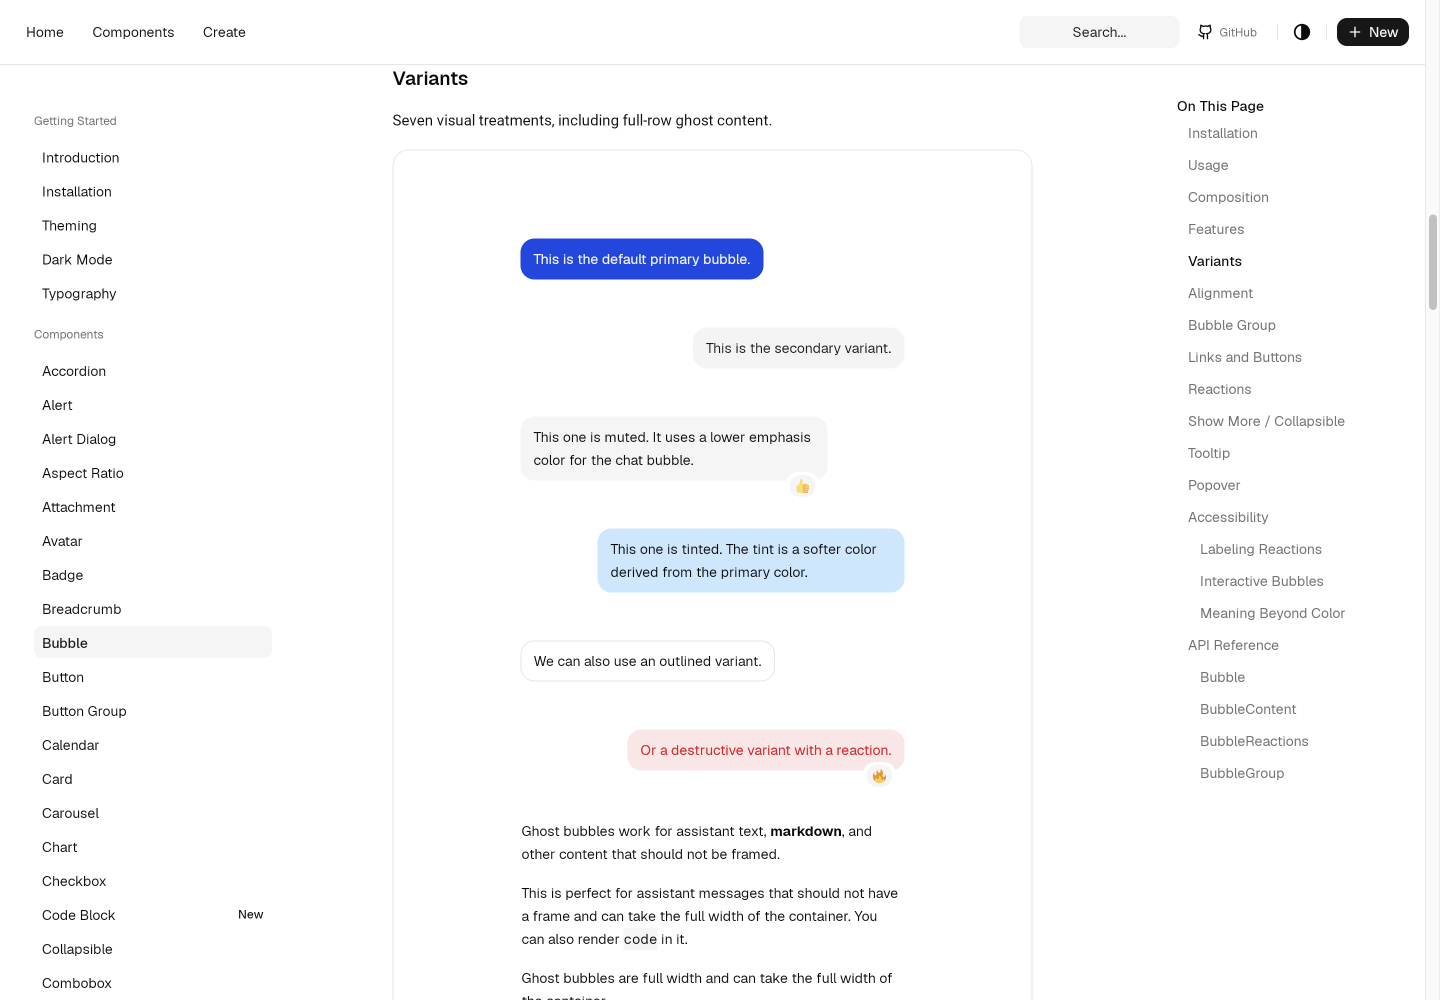 Home
Components
Create
Search...
GitHub
New
Getting Started
Introduction
Installation
Theming
Dark Mode
Typography
Components
Accordion
Alert
Alert Dialog
Aspect Ratio
Attachment
Avatar
Badge
Breadcrumb
Bubble
Button
Button Group
Calendar
Card
Carousel
Chart
Checkbox
Code Block
New
Collapsible
Combobox
Variants
Seven visual treatments, including full-row ghost content.
This is the default primary bubble.
This is the secondary variant.
This one is muted. It uses a lower emphasis
color for the chat bubble.
This one is tinted. The tint is a softer color
derived from the primary color.
We can also use an outlined variant.
Or a destructive variant with a reaction.
Ghost bubbles work for assistant text, markdown, and
other content that should not be framed.
This is perfect for assistant messages that should not have
a frame and can take the full width of the container. You
can also render code in it.
Ghost bubbles are full width and can take the full width of
the container.
On This Page
Installation
Usage
Composition
Features
Variants
Alignment
Bubble Group
Links and Buttons
Reactions
Show More / Collapsible
Tooltip
Popover
Accessibility
Labeling Reactions
Interactive Bubbles
Meaning Beyond Color
API Reference
Bubble
BubbleContent
BubbleReactions
BubbleGroup